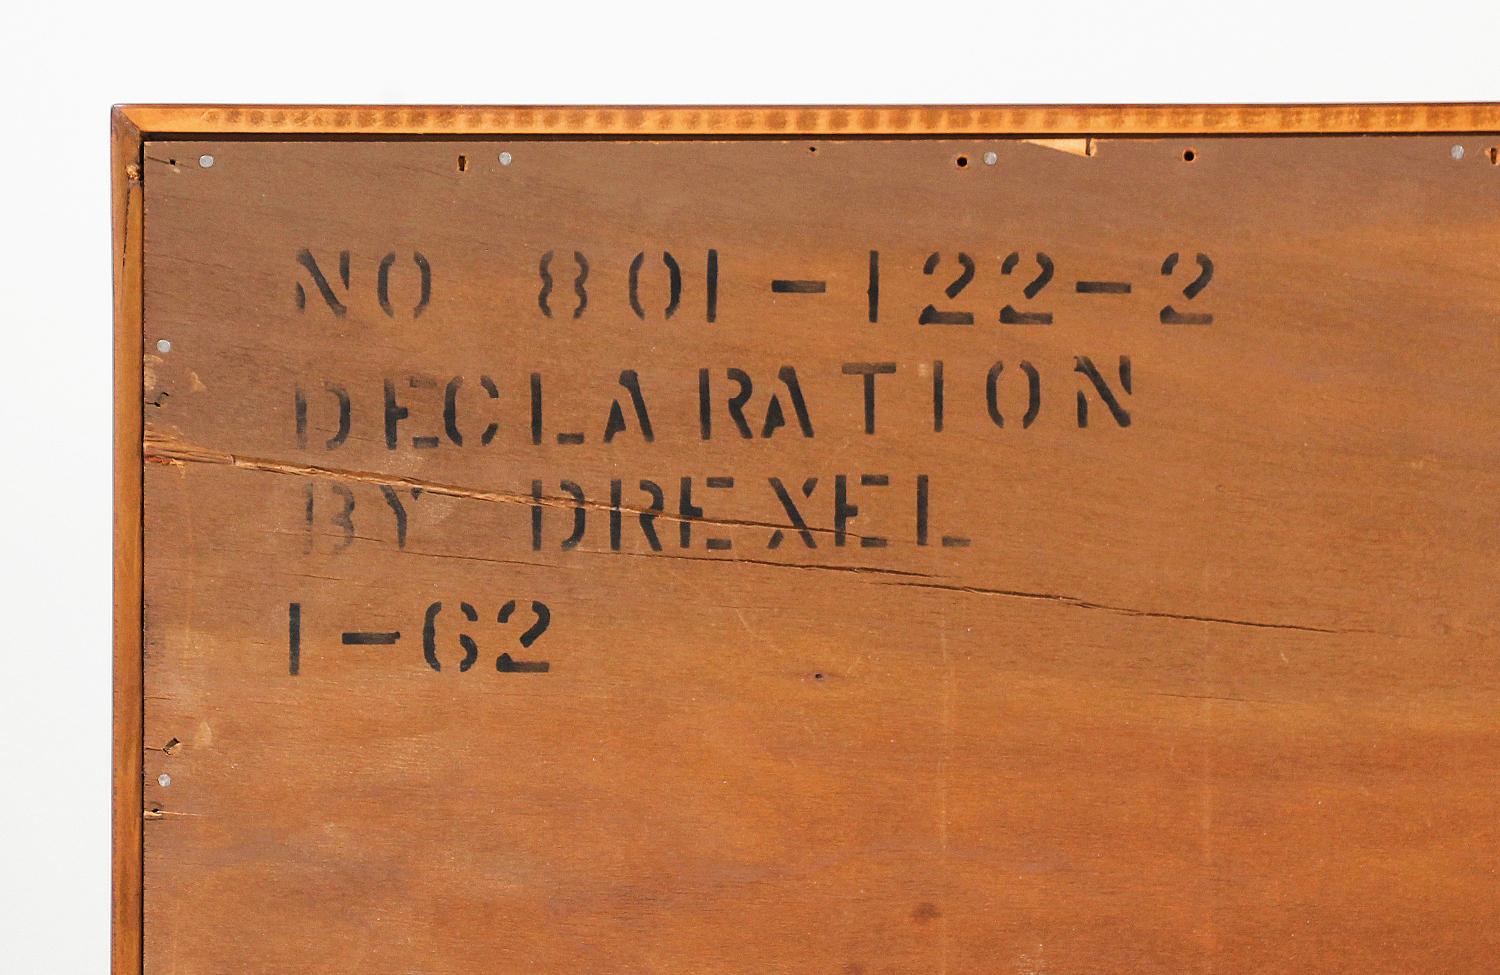 NO 801-122-2
DECLARATION
BY DREXEL
1-62